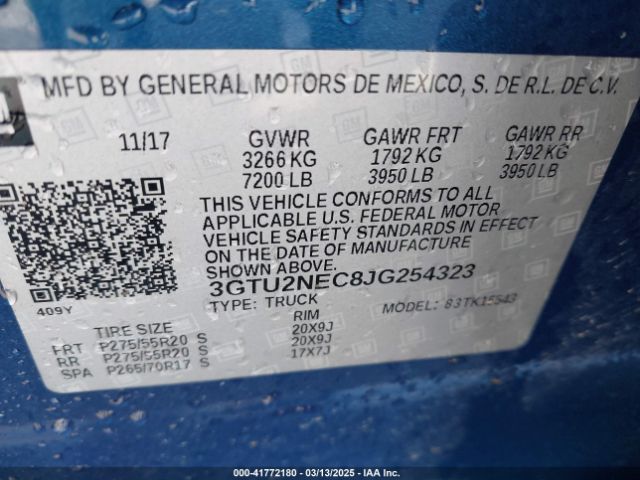 MFD BY GENERAL MOTORS DE MEXICO, S. DE R.L. DE C.V.
11/17 GVWR GAWR FRT GAWR RR
3266 KG 1792 KG 1792 KG
7200 LB 3950 LB 3950 LB
THIS VEHICLE CONFORMS TO ALL
APPLICABLE U.S. FEDERAL MOTOR
VEHICLE SAFETY STANDARDS IN EFFECT
ON THE DATE OF MANUFACTURE
SHOWN ABOVE.
409Y 3GTU2NEC8JG254323
TYPE: TRUCK MODEL: 83TK15543
TIRE SIZE RIM
FRT P275/55R20 S 20X9J
RR P275/55R20 S 20X9J
SPA P265/70R17 S 17X7J
Stock #: 41772180 | 03/13/2025 | IAA Inc.